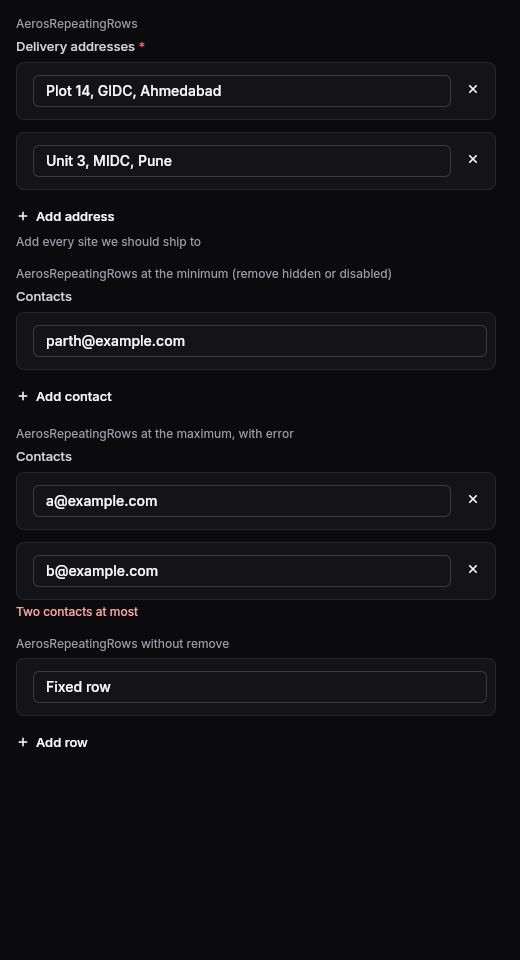 AerosRepeatingRows
Delivery addresses *
Plot 14, GIDC, Ahmedabad
Unit 3, MIDC, Pune
Add address
Add every site we should ship to
AerosRepeatingRows at the minimum (remove hidden or disabled)
Contacts
parth@example.com
Add contact
AerosRepeatingRows at the maximum, with error
Contacts
a@example.com
b@example.com
Two contacts at most
AerosRepeatingRows without remove
Fixed row
Add row